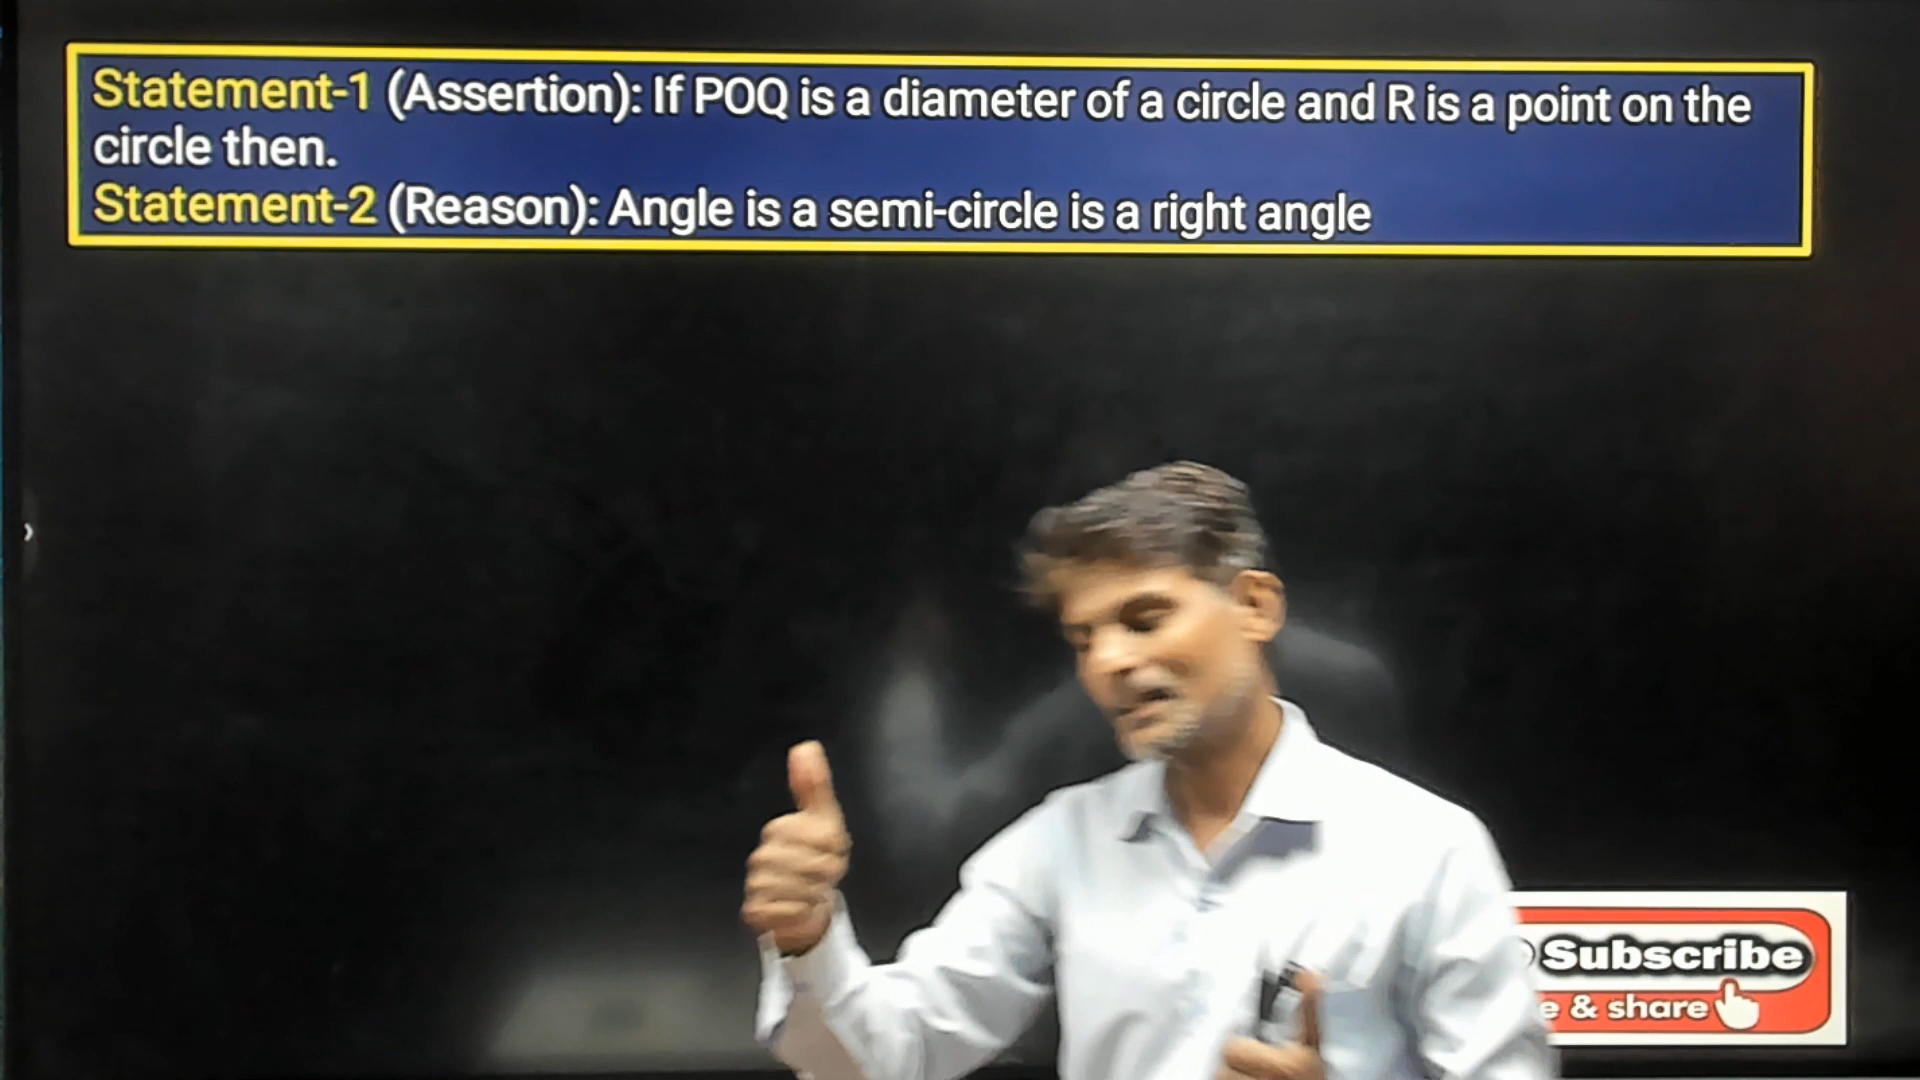 Statement-1 (Assertion): If POQ is a diameter of a circle and R is a point on the
circle then.
Statement-2 (Reason): Angle is a semi-circle is a right angle
Subscribe
e & share